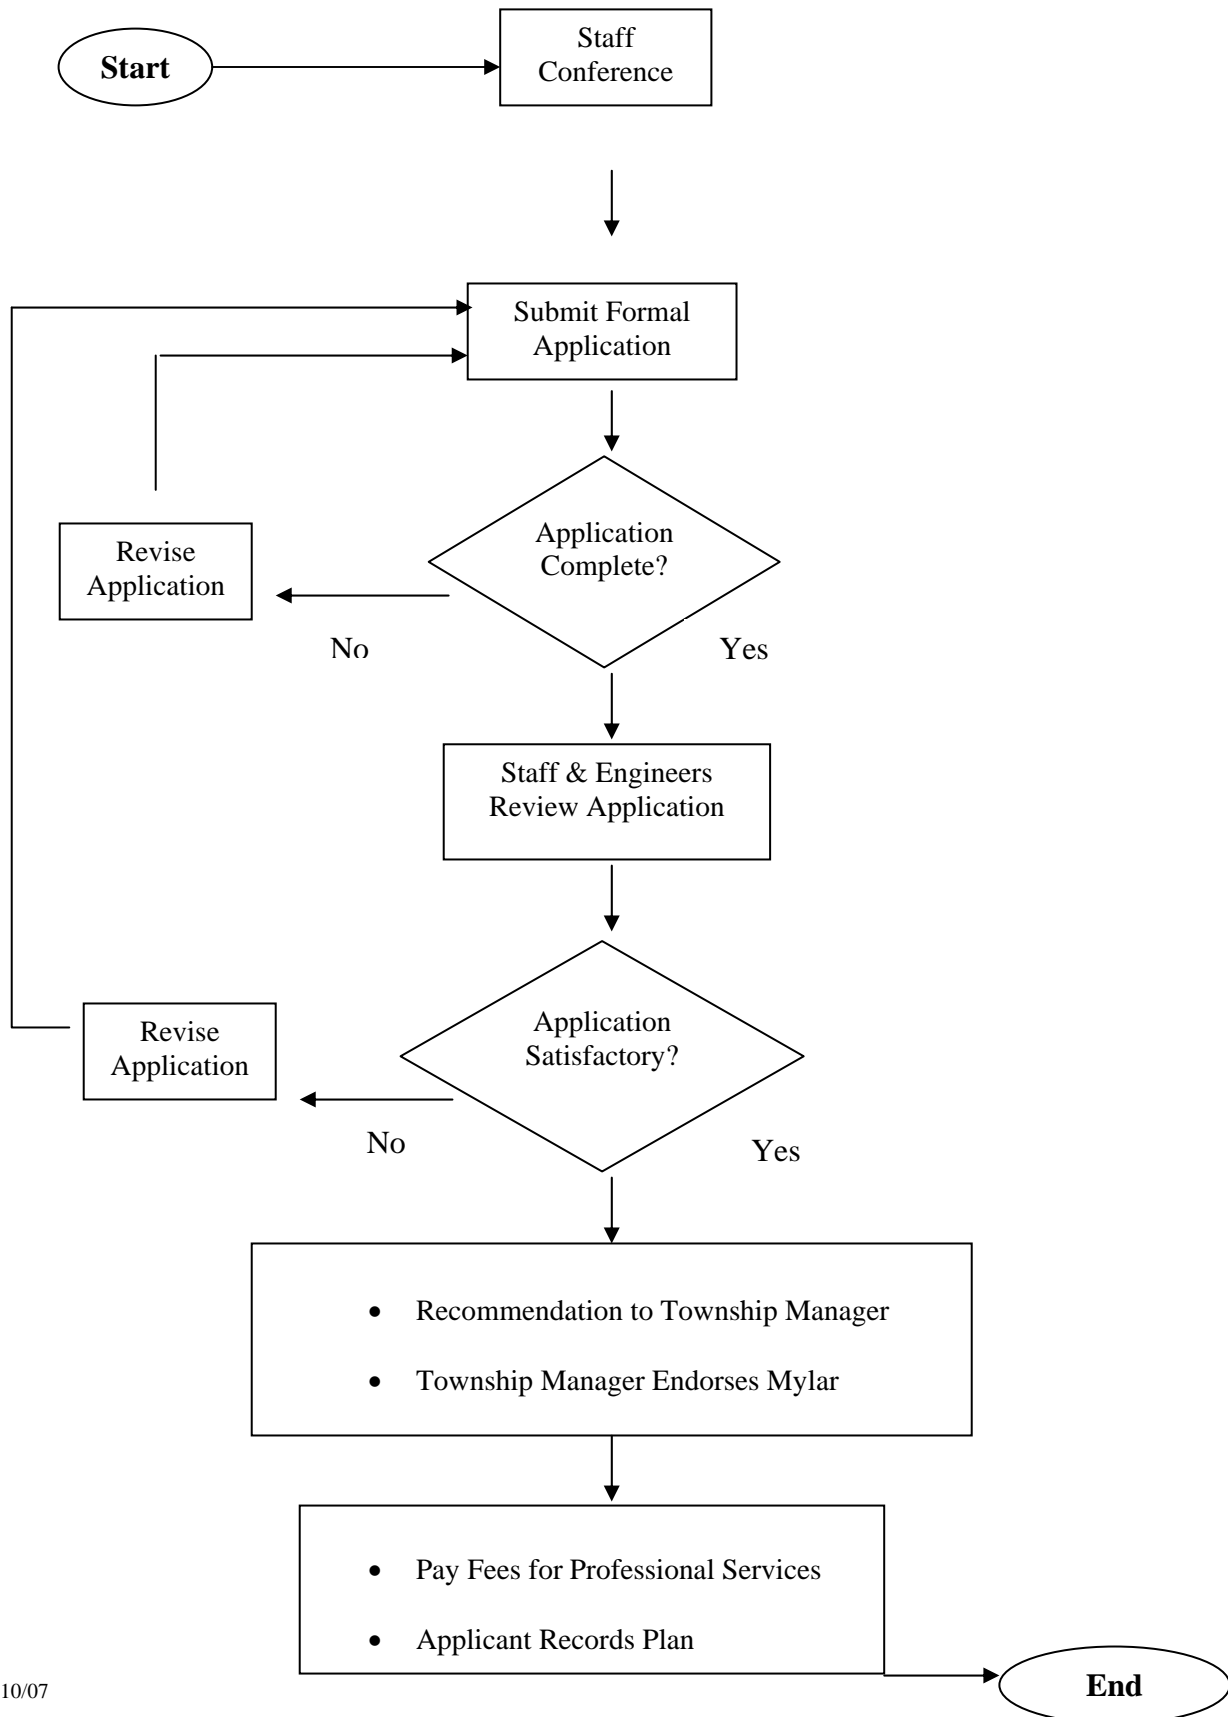 Start
Staff
Conference
Submit Formal
Application
Application
Complete?
Revise
Application
No
Yes
Staff & Engineers
Review Application
Application
Satisfactory?
Revise
Application
No
Yes
• Recommendation to Township Manager
• Township Manager Endorses Mylar
• Pay Fees for Professional Services
• Applicant Records Plan
End
10/07